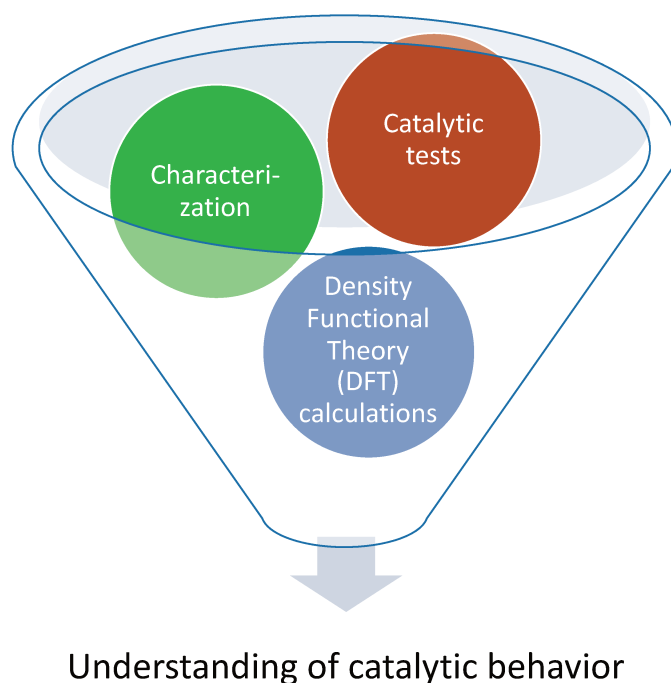 Catalytic
tests
Characteri-
zation
Density
Functional
Theory
(DFT)
calculations
Understanding of catalytic behavior